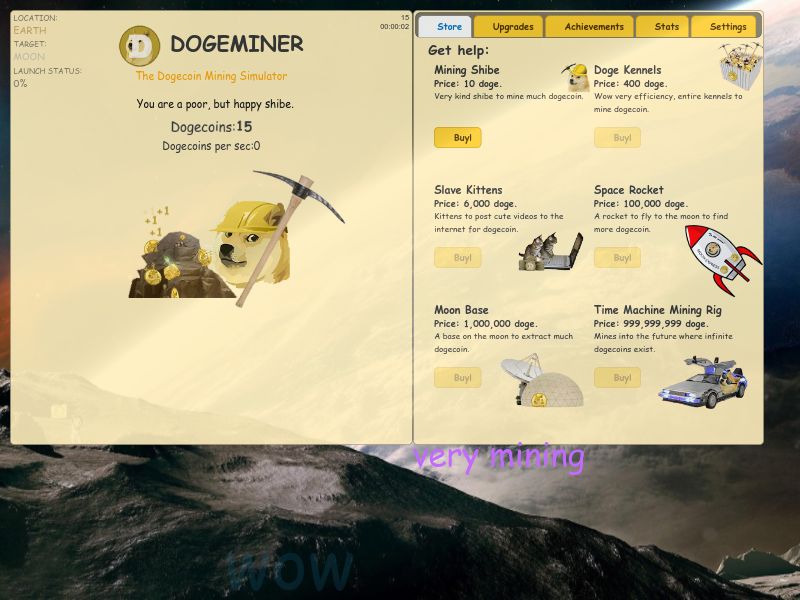 LOCATION:
EARTH
TARGET:
MOON
LAUNCH STATUS:
0%
15
00:00:02
DOGEMINER
The Dogecoin Mining Simulator
You are a poor, but happy shibe.
Dogecoins:15
Dogecoins per sec:0
+1
+1
+1
Store
Upgrades
Achievements
Stats
Settings
Get help:
Mining Shibe
Price: 10 doge.
Very kind shibe to mine much dogecoin.
Buy!
Doge Kennels
Price: 400 doge.
Wow very efficiency, entire kennels to
mine dogecoin.
Buy!
Slave Kittens
Price: 6,000 doge.
Kittens to post cute videos to the
internet for dogecoin.
Buy!
Space Rocket
Price: 100,000 doge.
A rocket to fly to the moon to find
more dogecoin.
Buy!
Moon Base
Price: 1,000,000 doge.
A base on the moon to extract much
dogecoin.
Buy!
Time Machine Mining Rig
Price: 999,999,999 doge.
Mines into the future where infinite
dogecoins exist.
Buy!
very mining
wow